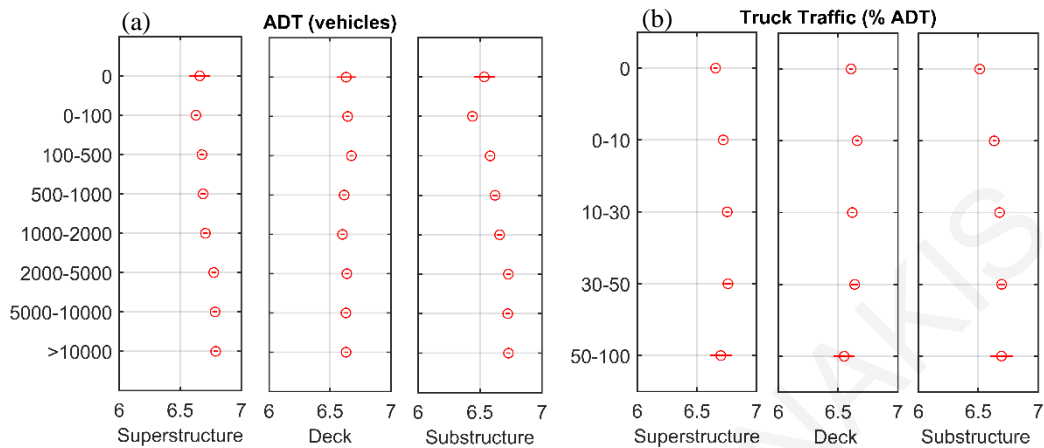 (a)
ADT (vehicles)
0
0-100
100-500
500-1000
1000-2000
2000-5000
5000-10000
>10000
6 6.5 7
Superstructure
6 6.5 7
Deck
6 6.5 7
Substructure
(b)
Truck Traffic (% ADT)
0
0-10
10-30
30-50
50-100
6 6.5 7
Superstructure
6 6.5 7
Deck
6 6.5 7
Substructure